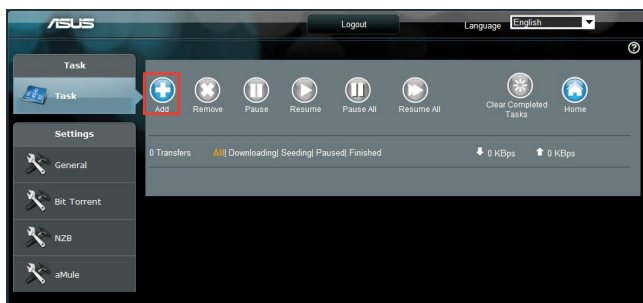 ASUS
Logout
Language English
Task
Task
Settings
General
Bit Torrent
NZB
aMule
Add Remove Pause Resume Pause All Resume All Clear Completed Tasks Home
0 Transfers All| Downloading| Seeding| Paused| Finished 0 KBps 0 KBps